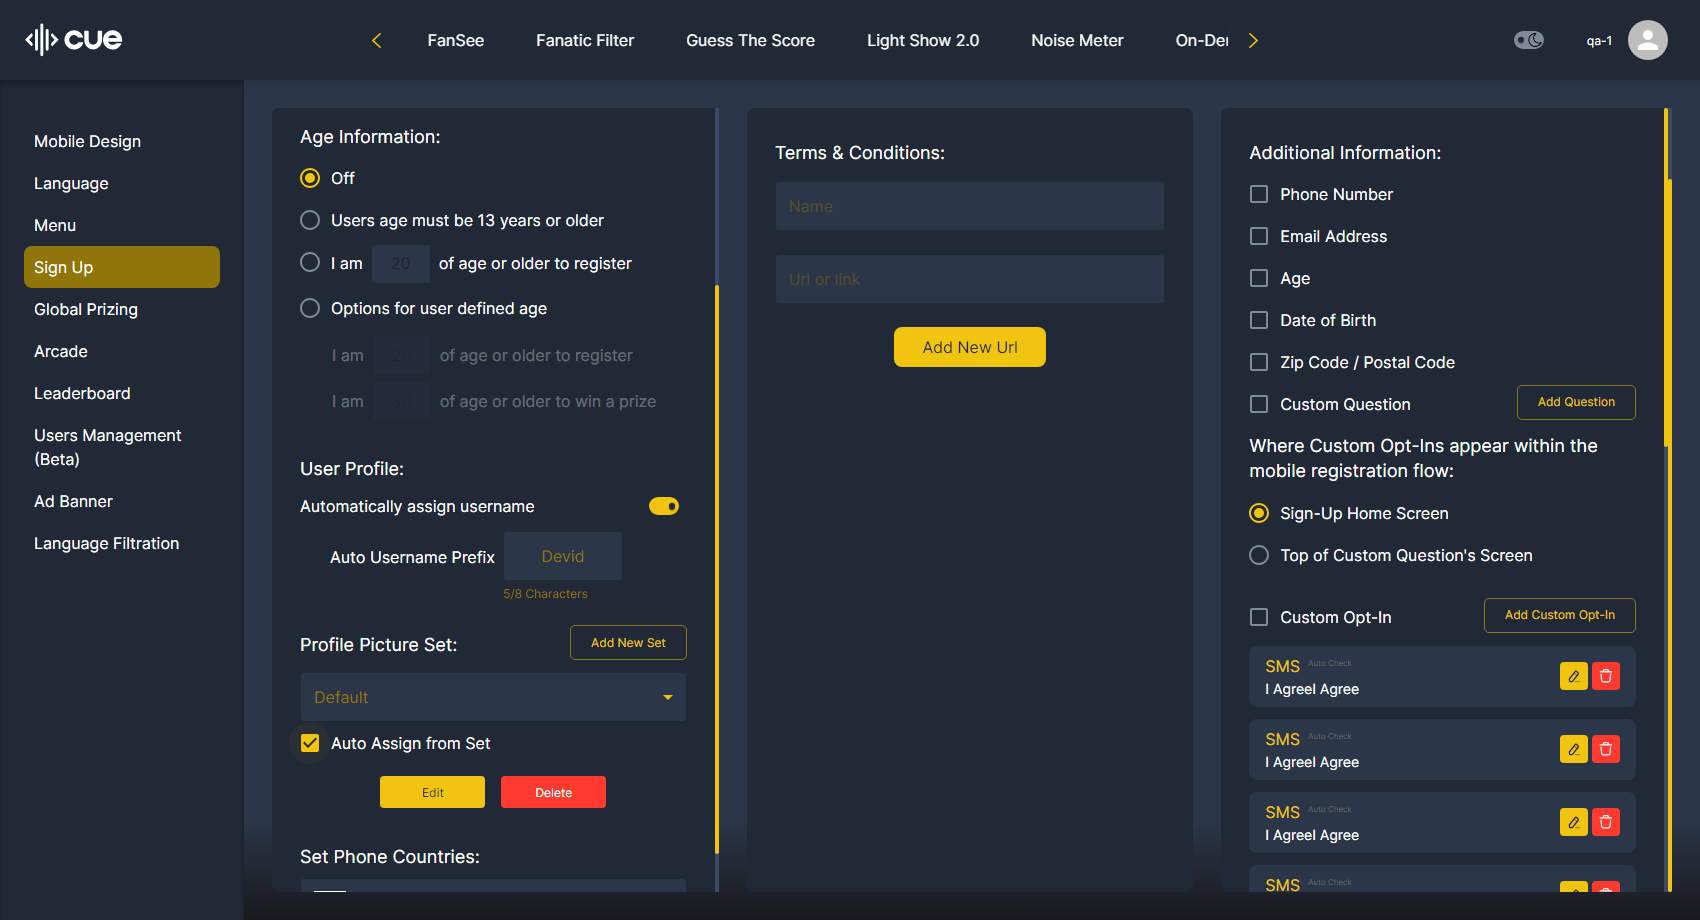 cue
FanSee
Fanatic Filter
Guess The Score
Light Show 2.0
Noise Meter
On-Der
qa-1
Mobile Design
Language
Menu
Sign Up
Global Prizing
Arcade
Leaderboard
Users Management
(Beta)
Ad Banner
Language Filtration
Age Information:
Off
Users age must be 13 years or older
I am 20 of age or older to register
Options for user defined age
I am 20 of age or older to register
I am of age or older to win a prize
User Profile:
Automatically assign username
Auto Username Prefix Devid
5/8 Characters
Profile Picture Set: Add New Set
Default
Auto Assign from Set
Edit Delete
Set Phone Countries:
Terms & Conditions:
Name
Url or link
Add New Url
Additional Information:
Phone Number
Email Address
Age
Date of Birth
Zip Code / Postal Code
Custom Question Add Question
Where Custom Opt-Ins appear within the
mobile registration flow:
Sign-Up Home Screen
Top of Custom Question's Screen
Custom Opt-In Add Custom Opt-In
SMS Auto Check
I AgreeI Agree
SMS Auto Check
I AgreeI Agree
SMS Auto Check
I AgreeI Agree
SMS Auto Check